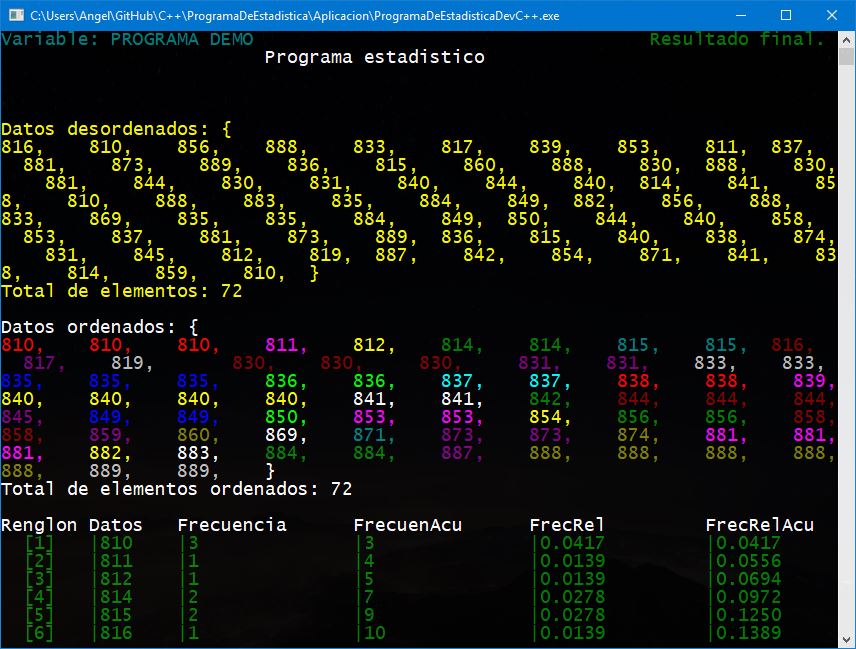 C:\Users\Angel\GitHub\C++\ProgramaDeEstadistica\Aplicacion\ProgramaDeEstadisticaDevC++.exe
Variable: PROGRAMA DEMO Resultado final.
Programa estadistico
Datos desordenados: {
816, 810, 856, 888, 833, 817, 839, 853, 811, 837,
881, 873, 889, 836, 815, 860, 888, 830, 888, 830,
881, 844, 830, 831, 840, 844, 840, 814, 841, 85
8, 810, 888, 883, 835, 884, 849, 882, 856, 888,
833, 869, 835, 835, 884, 849, 850, 844, 840, 858,
853, 837, 881, 873, 889, 836, 815, 840, 838, 874,
831, 845, 812, 819, 887, 842, 854, 871, 841, 83
8, 814, 859, 810, }
Total de elementos: 72
Datos ordenados: {
810, 810, 810, 811, 812, 814, 814, 815, 815, 816,
817, 819, 830, 830, 830, 831, 831, 833, 833,
835, 835, 835, 836, 836, 837, 837, 838, 838, 839,
840, 840, 840, 840, 841, 841, 842, 844, 844, 844,
845, 849, 849, 850, 853, 853, 854, 856, 856, 858,
858, 859, 860, 869, 871, 873, 873, 874, 881, 881,
881, 882, 883, 884, 884, 887, 888, 888, 888, 888,
888, 889, 889, }
Total de elementos ordenados: 72
Renglon Datos Frecuencia FrecuenAcu FrecRel FrecRelAcu
[1] |810 |3 |3 |0.0417 |0.0417
[2] |811 |1 |4 |0.0139 |0.0556
[3] |812 |1 |5 |0.0139 |0.0694
[4] |814 |2 |7 |0.0278 |0.0972
[5] |815 |2 |9 |0.0278 |0.1250
[6] |816 |1 |10 |0.0139 |0.1389